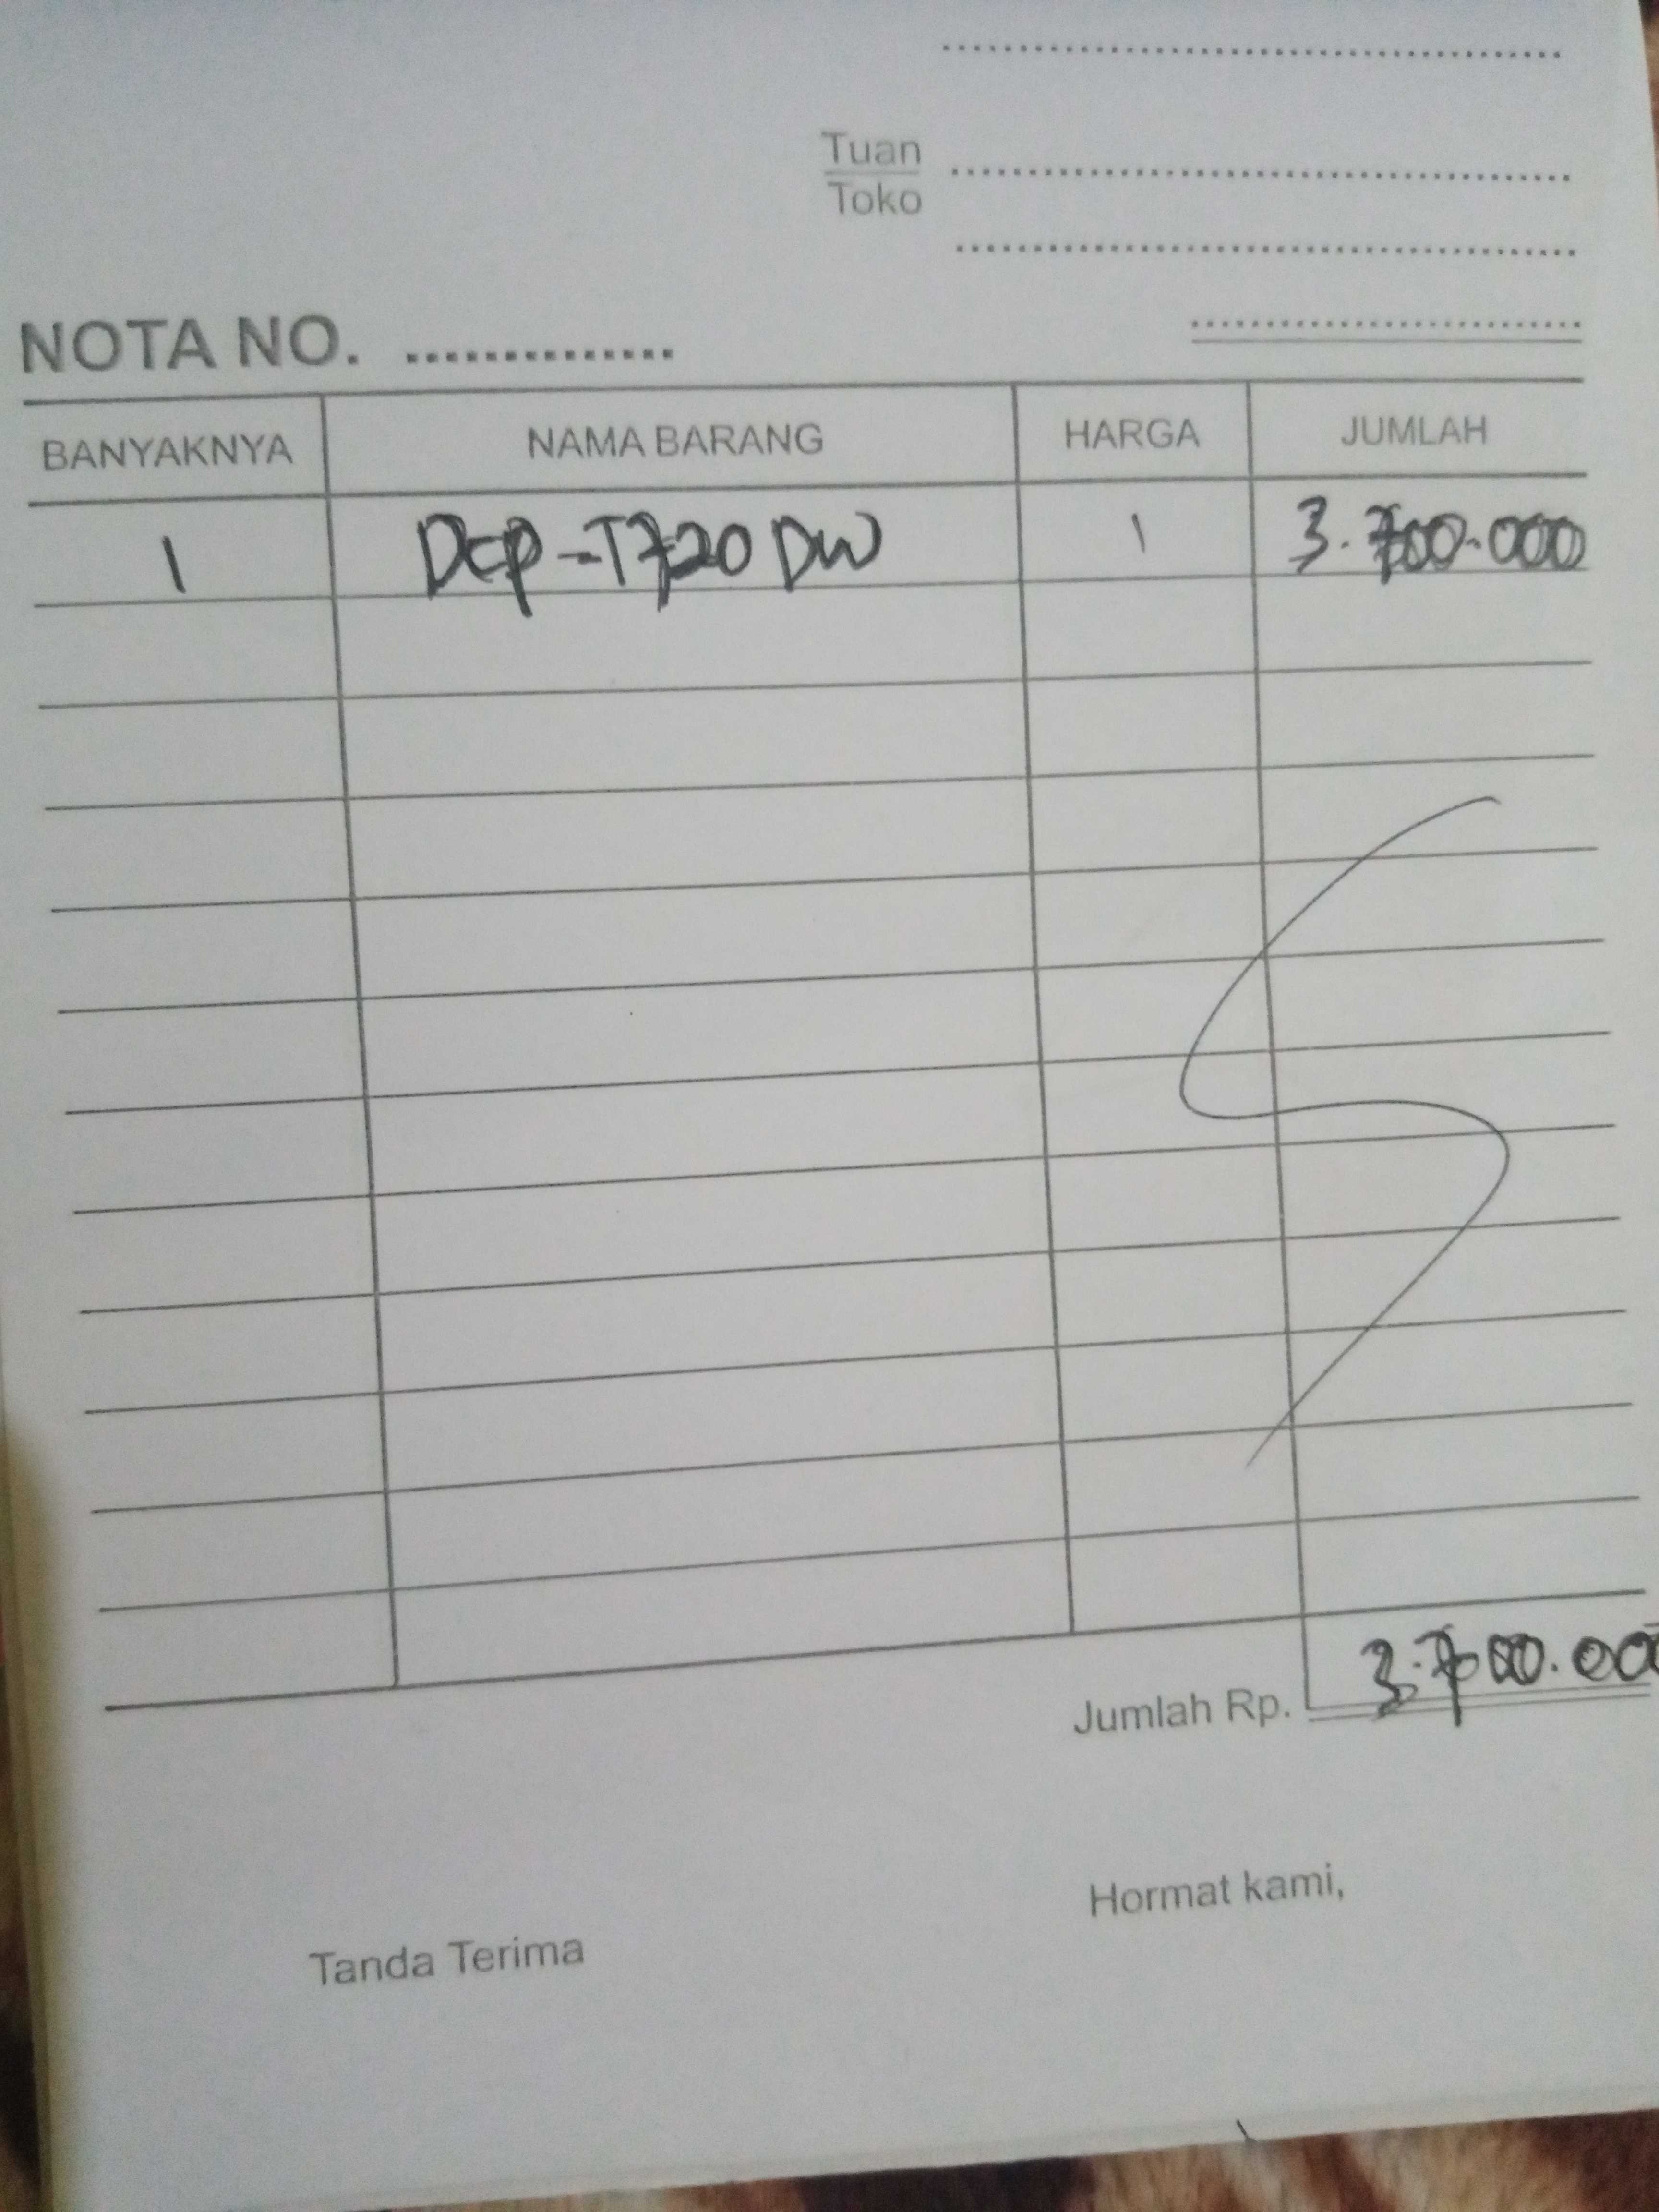 Tuan
Toko
NOTA NO. ..............
BANYAKNYA NAMA BARANG HARGA JUMLAH
1 DCP-T720 DW 1 3.700.000
Jumlah Rp. 3.700.00
Hormat kami,
Tanda Terima